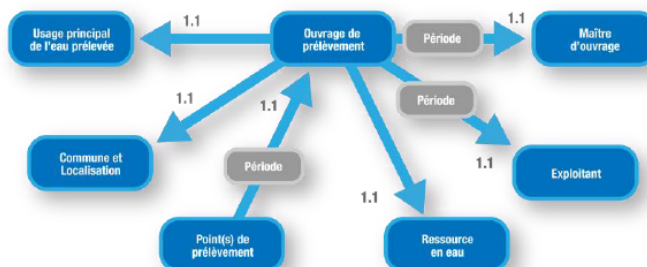 1.1
1.1
Usage principal
de l'eau prélevée
Ouvrage de
prélèvement
Période
Maître
d'ouvrage
1.1
1.1
Période
Commune et
Localisation
Période
1.1
Exploitant
1.1
Point(s) de
prélèvement
Ressource
en eau